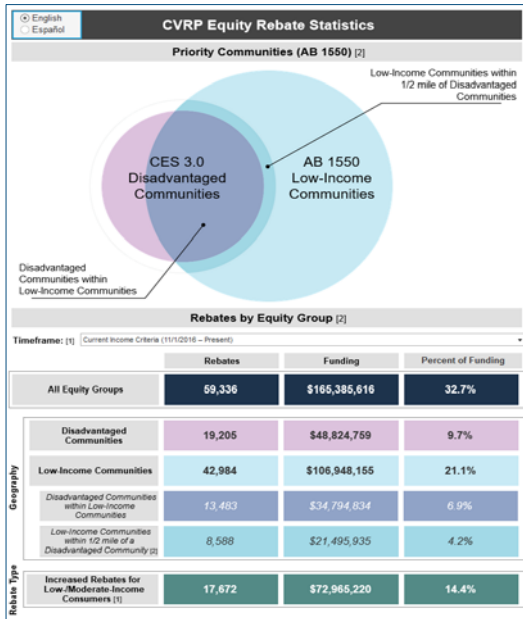 English
Español
CVRP Equity Rebate Statistics
Priority Communities (AB 1550) [2]
Low-Income Communities within
1/2 mile of Disadvantaged
Communities
CES 3.0
Disadvantaged
Communities
AB 1550
Low-Income
Communities
Disadvantaged
Communities within
Low-Income Communities
Rebates by Equity Group [2]
Timeframe: [1] Current Income Criteria (11/1/2016 – Present)
Rebates Funding Percent of Funding
All Equity Groups 59,336 $165,385,616 32.7%
Geography
Disadvantaged
Communities 19,205 $48,824,759 9.7%
Low-Income Communities 42,984 $106,948,155 21.1%
Disadvantaged Communities
within Low-Income
Communities 13,483 $34,794,834 6.9%
Low-Income Communities
within 1/2 mile of a
Disadvantaged Community [2] 8,588 $21,495,935 4.2%
Rebate Type
Increased Rebates for
Low-/Moderate-Income
Consumers [1] 17,672 $72,965,220 14.4%